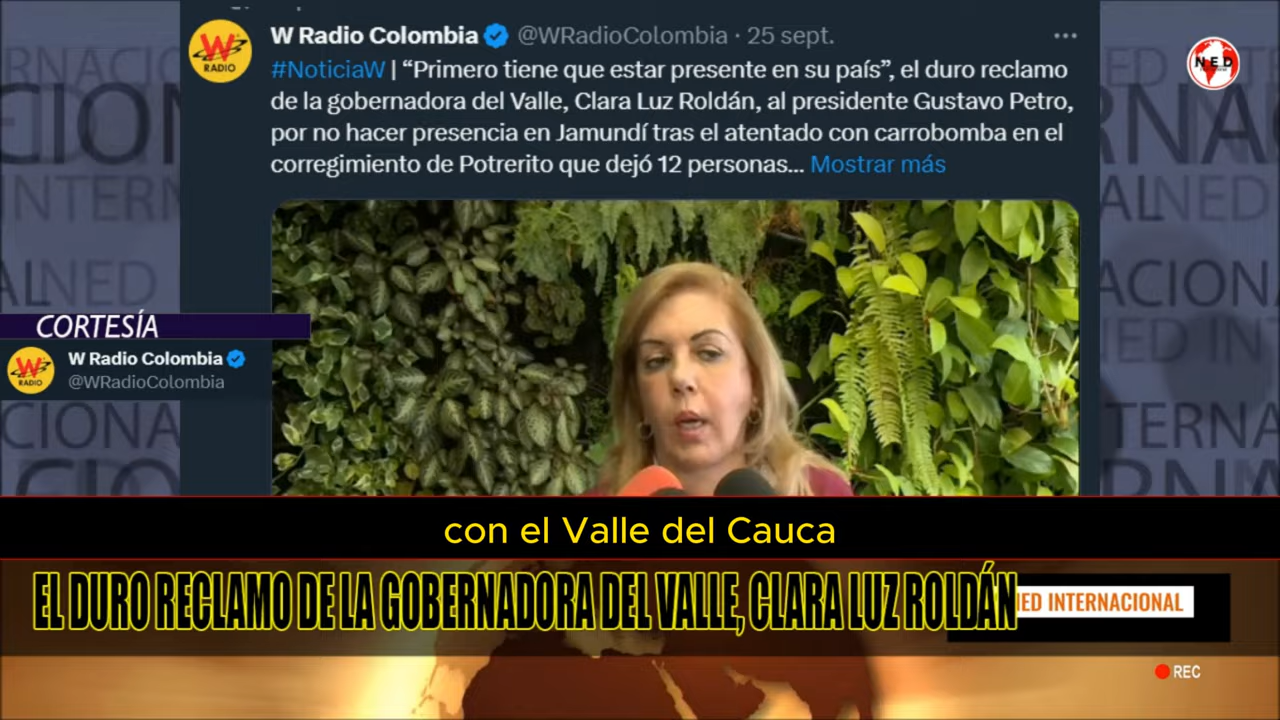 W Radio Colombia @WRadioColombia · 25 sept.
#NoticiaW | “Primero tiene que estar presente en su país”, el duro reclamo
de la gobernadora del Valle, Clara Luz Roldán, al presidente Gustavo Petro,
por no hacer presencia en Jamundí tras el atentado con carrobomba en el
corregimiento de Potrerito que dejó 12 personas... Mostrar más
W
RADIO
NED
CORTESÍA
W Radio Colombia
@WRadioColombia
W
RADIO
con el Valle del Cauca
EL DURO RECLAMO DE LA GOBERNADORA DEL VALLE, CLARA LUZ ROLDÁN
NED INTERNACIONAL
REC